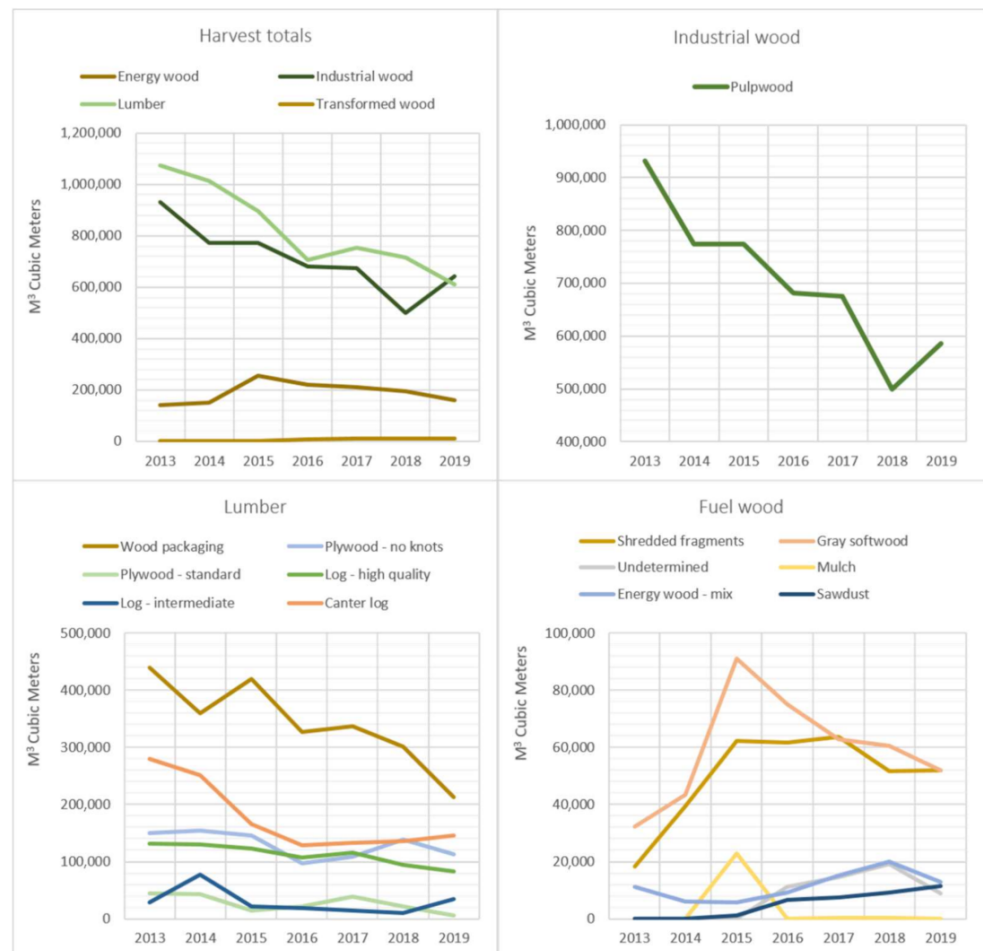 Harvest totals
Energy wood Industrial wood
Lumber Transformed wood
1,200,000
1,000,000
800,000
600,000
400,000
200,000
0
M³ Cubic Meters
2013 2014 2015 2016 2017 2018 2019
Industrial wood
Pulpwood
1,000,000
900,000
800,000
700,000
600,000
500,000
400,000
M³ Cubic Meters
2013 2014 2015 2016 2017 2018 2019
Lumber
Wood packaging Plywood - no knots
Plywood - standard Log - high quality
Log - intermediate Canter log
500,000
400,000
300,000
200,000
100,000
0
M³ Cubic Meters
2013 2014 2015 2016 2017 2018 2019
Fuel wood
Shredded fragments Gray softwood
Undetermined Mulch
Energy wood - mix Sawdust
100,000
80,000
60,000
40,000
20,000
0
M³ Cubic Meters
2013 2014 2015 2016 2017 2018 2019